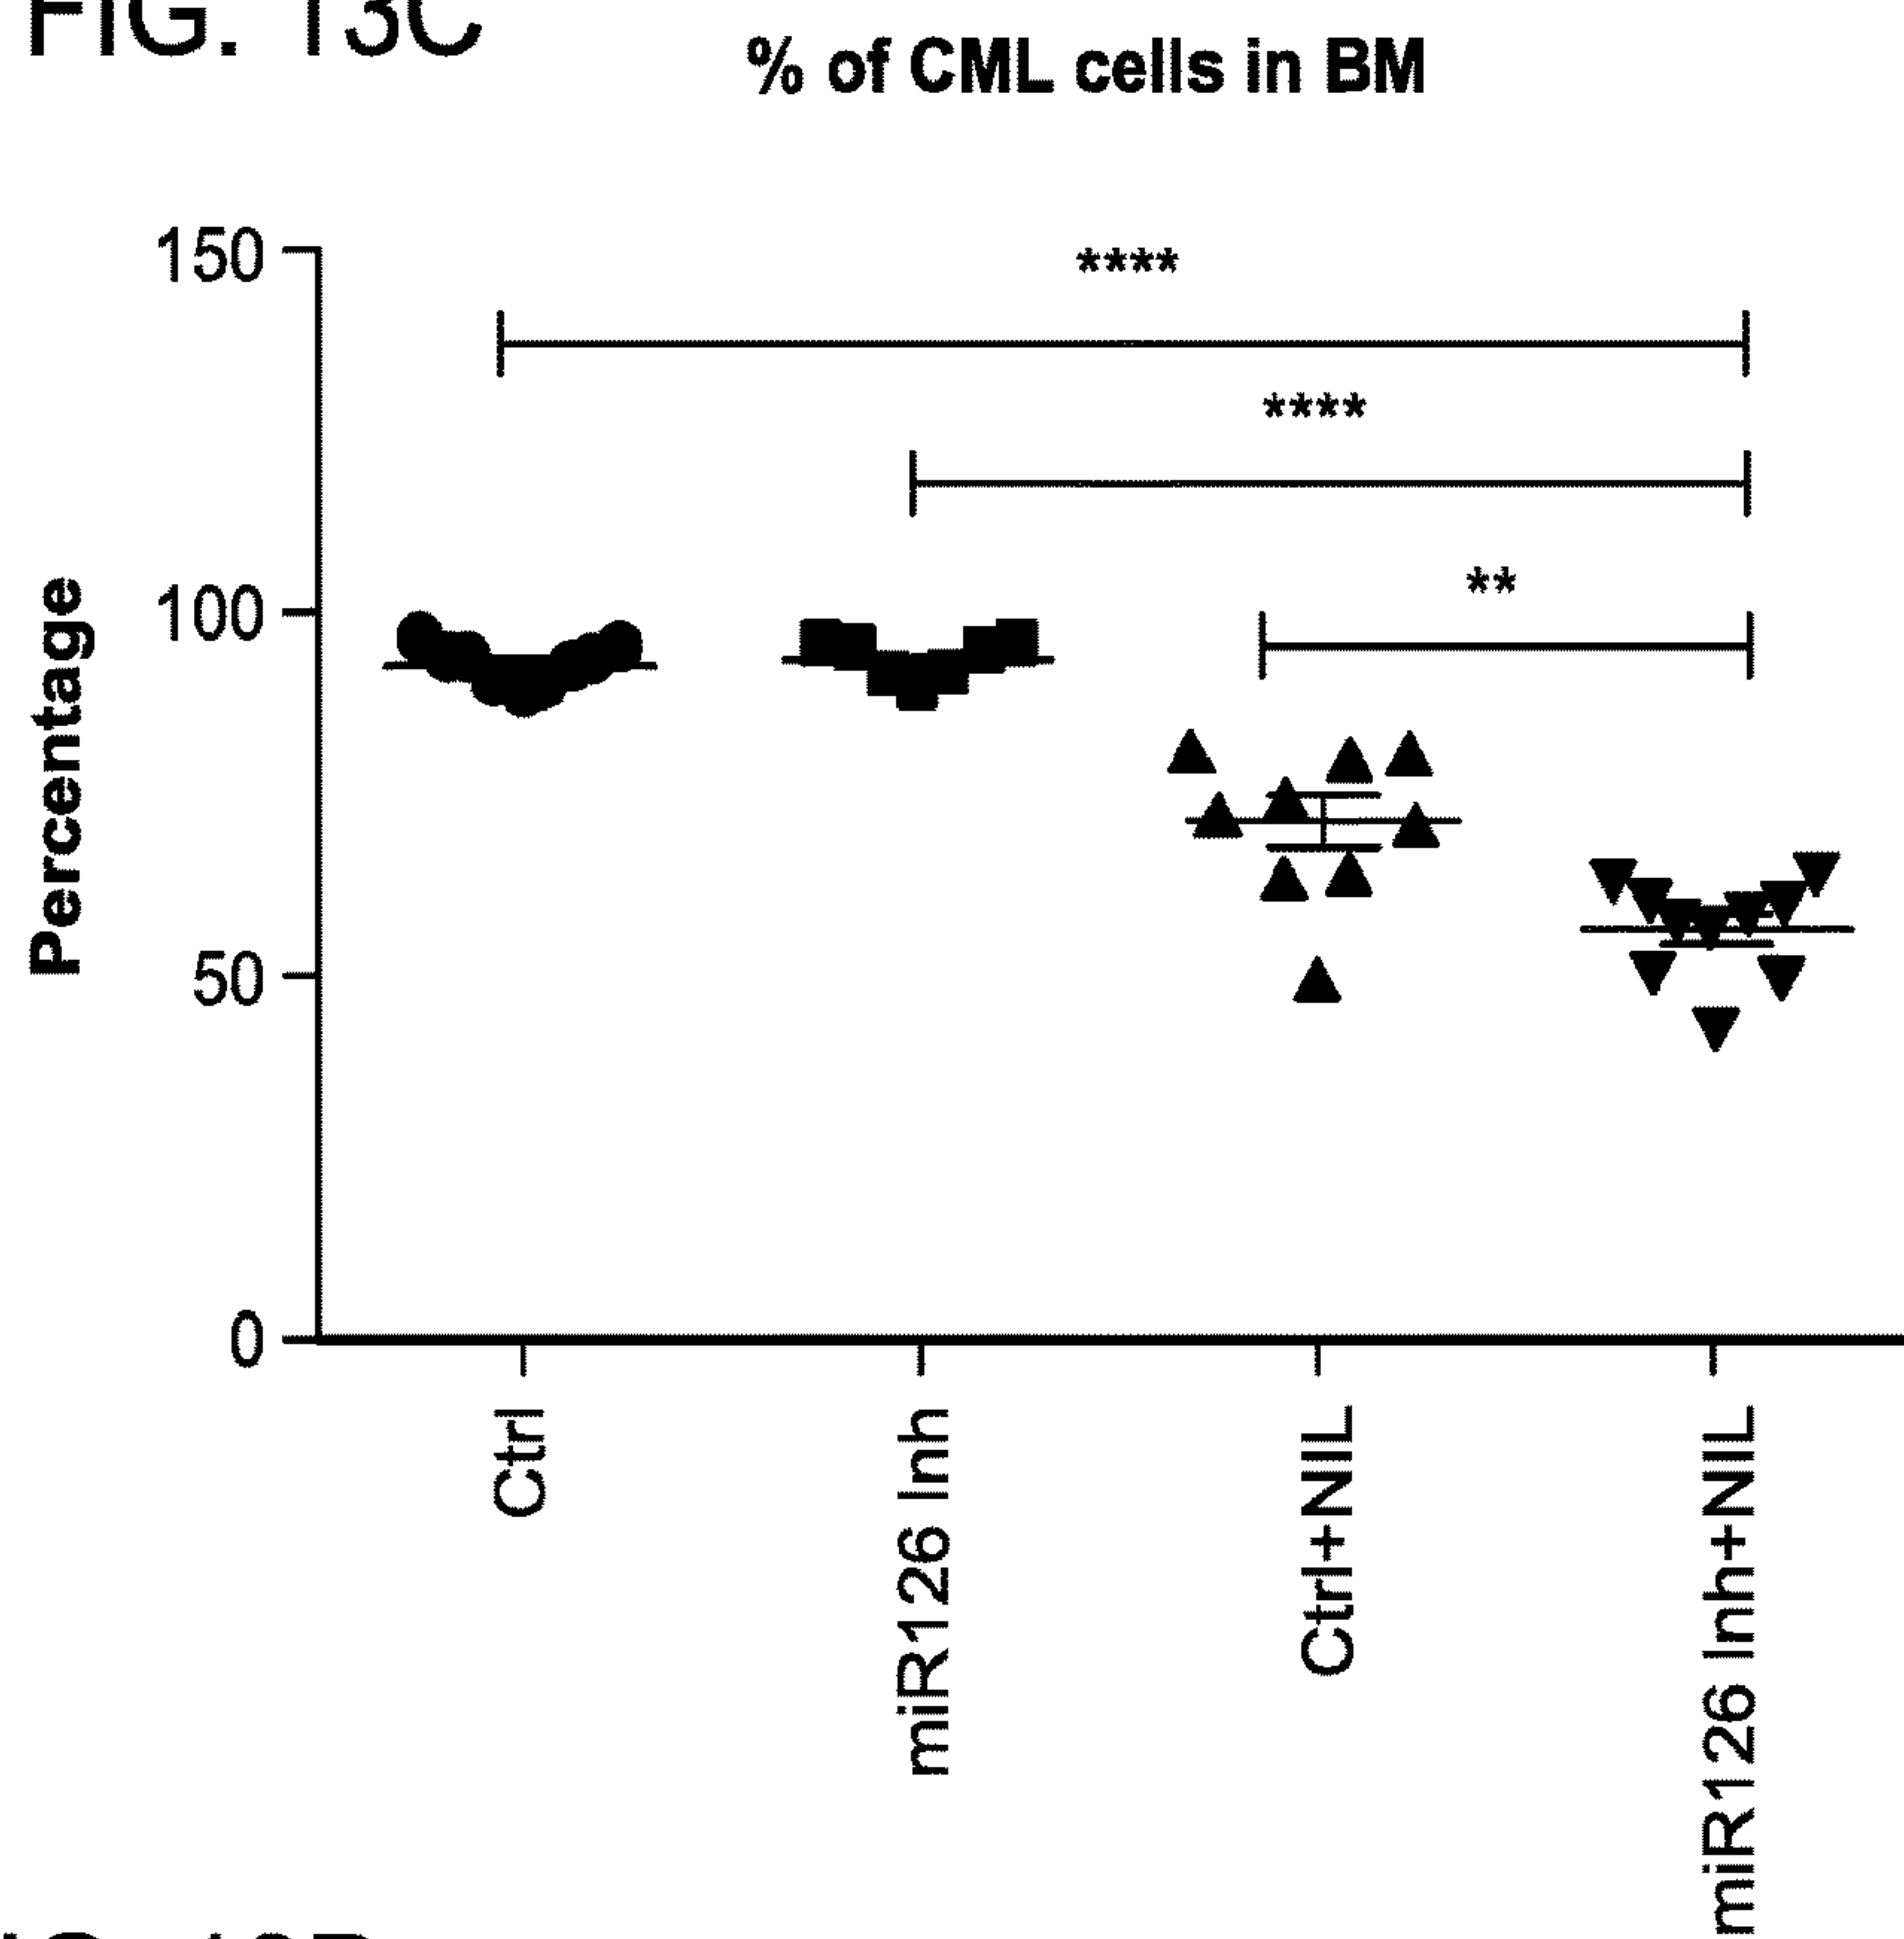 FIG. 13C
% of CML cells in BM
150
****
****
100
**
Percentage
50
0
Ctrl
miR126 Inh
Ctrl+NIL
miR126 Inh+NIL